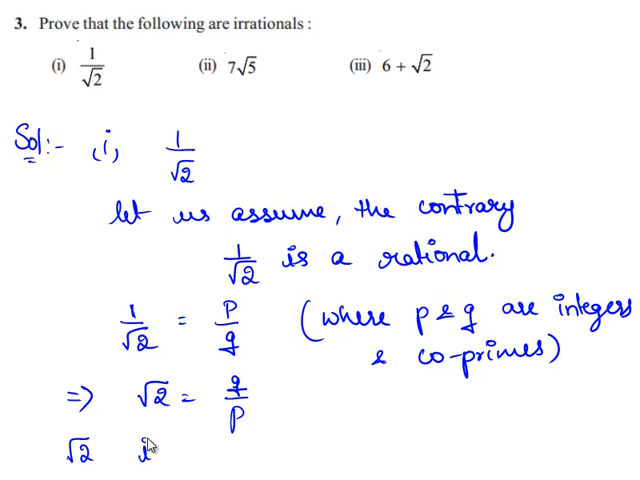 3. Prove that the following are irrationals :
(i) 1/√2 (ii) 7√5 (iii) 6 + √2
Sol:- (i) 1/√2
let us assume, the contrary
1/√2 is a rational.
1/√2 = p/q (where p & q are integers
& co-primes)
=> √2 = q/p
√2 i